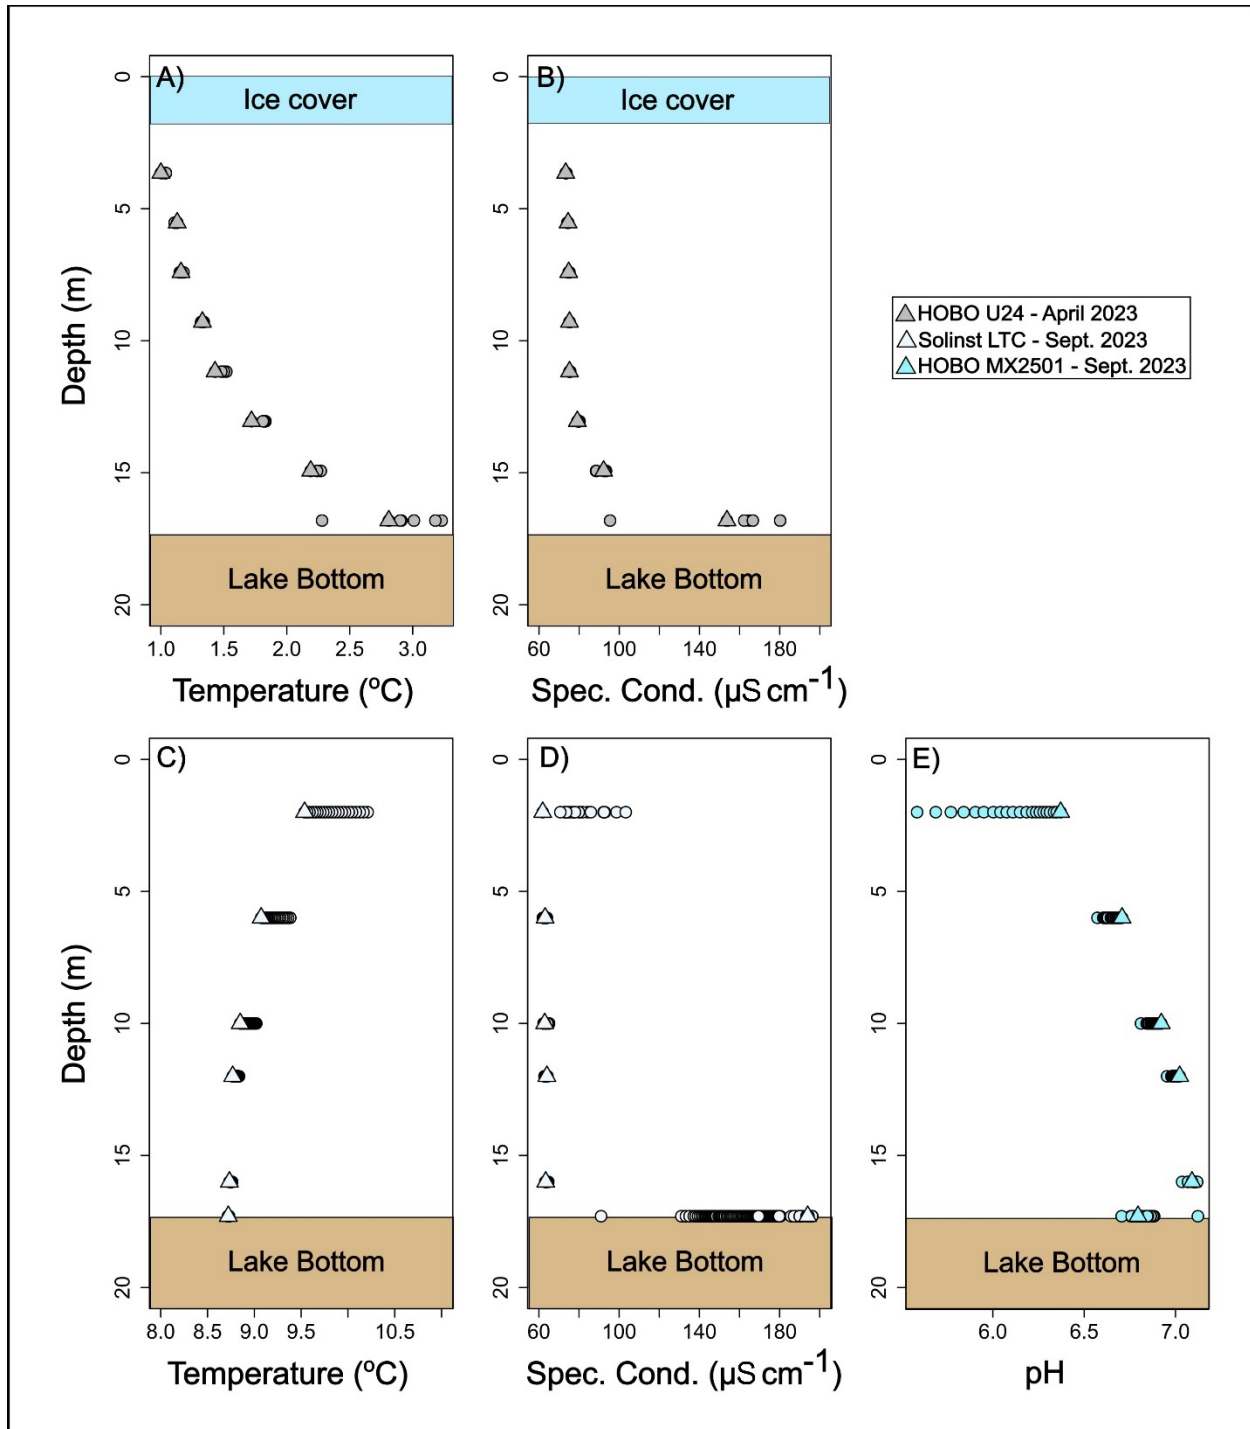 A)
Ice cover
0
5
10
15
20
Depth (m)
Lake Bottom
1.0 1.5 2.0 2.5 3.0
Temperature (ºC)
B)
Ice cover
0
5
10
15
20
Lake Bottom
60 100 140 180
Spec. Cond. (µS cm-1)
HOBO U24 - April 2023
Solinst LTC - Sept. 2023
HOBO MX2501 - Sept. 2023
C)
0
5
10
15
20
Depth (m)
Lake Bottom
8.0 8.5 9.0 9.5 10.5
Temperature (ºC)
D)
0
5
10
15
20
Lake Bottom
60 100 140 180
Spec. Cond. (µS cm-1)
E)
0
5
10
15
20
Lake Bottom
6.0 6.5 7.0
pH